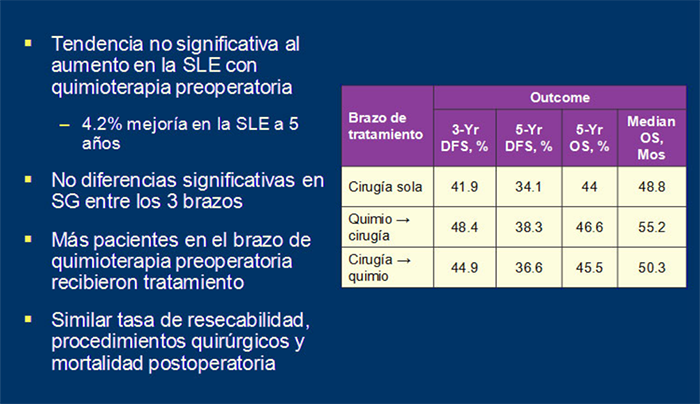 ▪ Tendencia no significativa al
aumento en la SLE con
quimioterapia preoperatoria
– 4.2% mejoría en la SLE a 5
años
▪ No diferencias significativas en
SG entre los 3 brazos
▪ Más pacientes en el brazo de
quimioterapia preoperatoria
recibieron tratamiento
▪ Similar tasa de resecabilidad,
procedimientos quirúrgicos y
mortalidad postoperatoria
Brazo de
tratamiento
Outcome
3-Yr
DFS, %
5-Yr
DFS, %
5-Yr
OS, %
Median
OS,
Mos
Cirugía sola 41.9 34.1 44 48.8
Quimio →
cirugía 48.4 38.3 46.6 55.2
Cirugía →
quimio 44.9 36.6 45.5 50.3